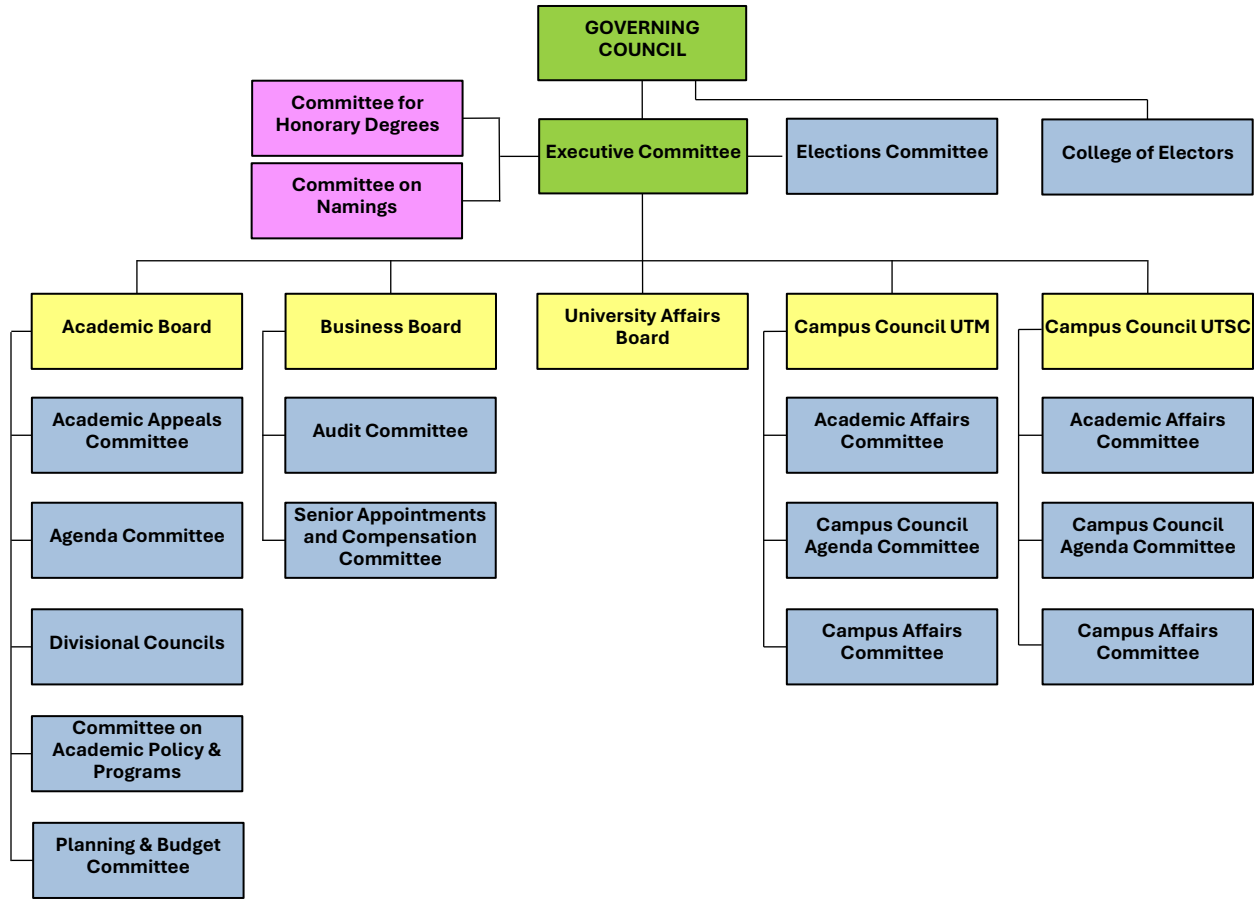 GOVERNING
COUNCIL
Committee for
Honorary Degrees
Executive Committee
Elections Committee
College of Electors
Committee on
Namings
Academic Board
Business Board
University Affairs
Board
Campus Council UTM
Campus Council UTSC
Academic Appeals
Committee
Audit Committee
Academic Affairs
Committee
Academic Affairs
Committee
Agenda Committee
Senior Appointments
and Compensation
Committee
Campus Council
Agenda Committee
Campus Council
Agenda Committee
Divisional Councils
Campus Affairs
Committee
Campus Affairs
Committee
Committee on
Academic Policy &
Programs
Planning & Budget
Committee